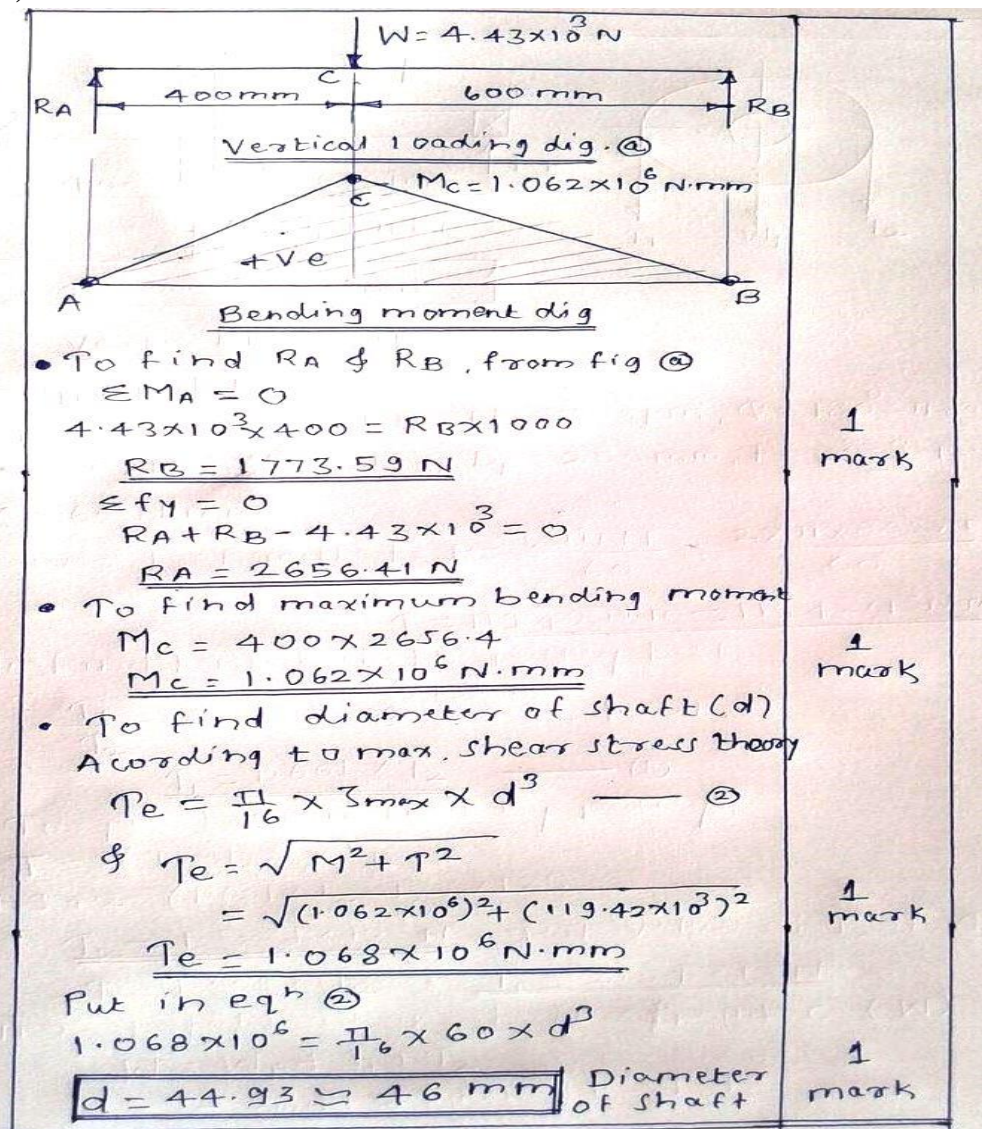 W = 4.43×10³ N
C
RA 400mm 600 mm RB
Vertical loading dig. ⓐ
Mc = 1.062×10⁶ N.mm
C
+Ve
A B
Bending moment dig
• To find RA & RB, from fig ⓐ
ΣMA = 0
4.43×10³×400 = RB×1000
1
mark
RB = 1773.59 N
Σfy = 0
RA + RB - 4.43×10³ = 0
RA = 2656.41 N
• To find maximum bending moment
Mc = 400×2656.4
1
mark
Mc = 1.062×10⁶ N.mm
• To find diameter of shaft (d)
Acording to max. shear stress theory
Te = π/16 × ζmax × d³ —— ②
& Te = √M²+T²
= √(1.062×10⁶)²+(119.42×10³)²
1
mark
Te = 1.068×10⁶ N.mm
Put in eqⁿ ②
1.068×10⁶ = π/16 × 60 × d³
1
mark
d = 44.93 ≃ 46 mm Diameter
of shaft